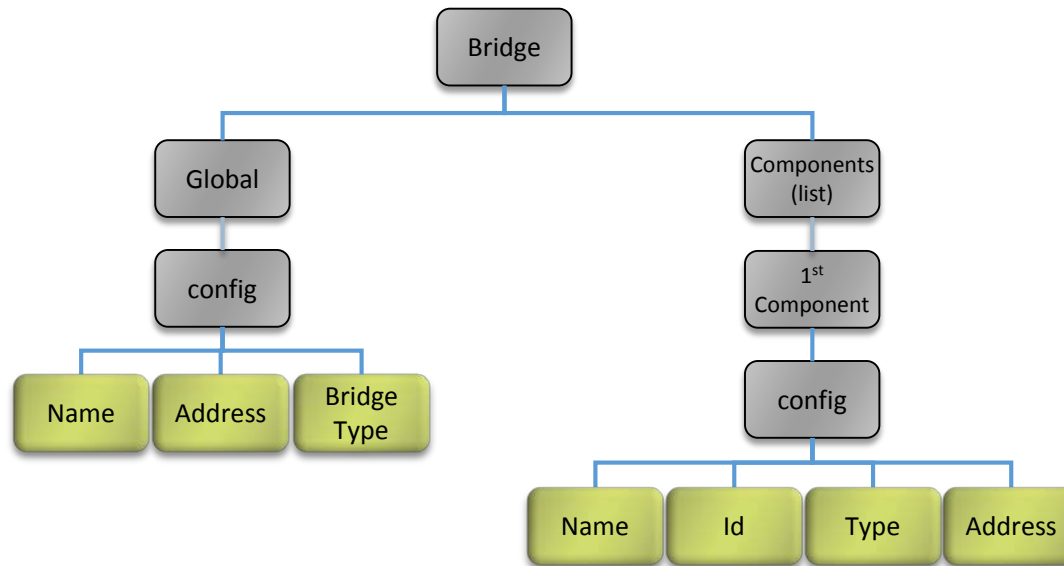 Bridge
Global
Components
(list)
config
1st
Component
config
Name
Address
Bridge
Type
Name
Id
Type
Address